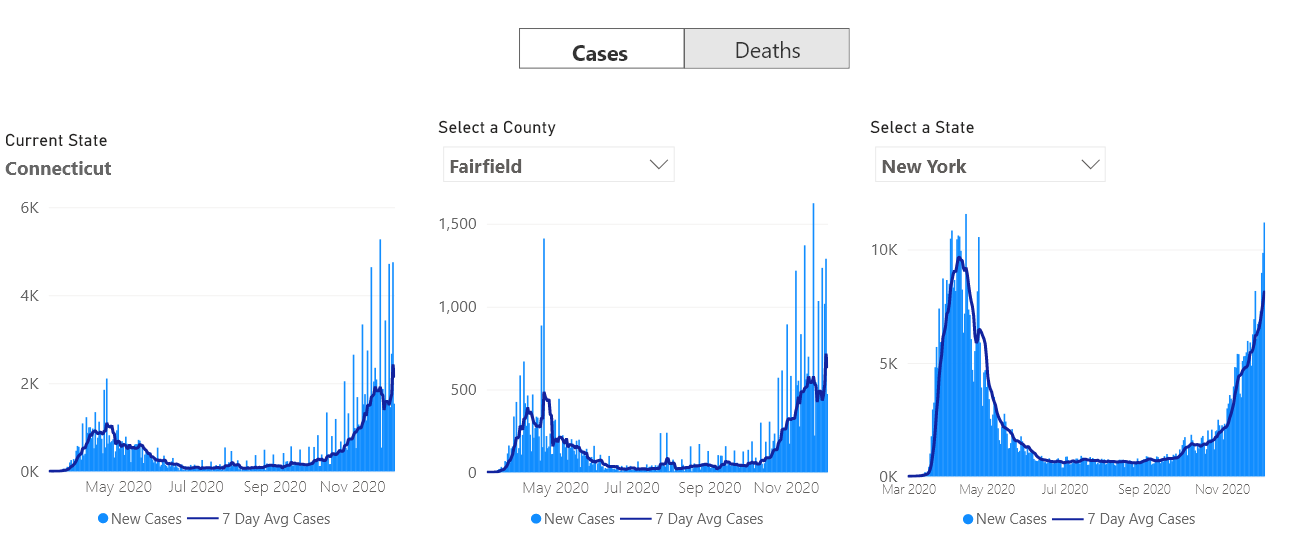 Cases
Deaths
Current State
Connecticut
6K
4K
2K
0K
May 2020 Jul 2020 Sep 2020 Nov 2020
New Cases 7 Day Avg Cases
Select a County
Fairfield
1,500
1,000
500
0
May 2020 Jul 2020 Sep 2020 Nov 2020
New Cases 7 Day Avg Cases
Select a State
New York
10K
5K
0K
Mar 2020 May 2020 Jul 2020 Sep 2020 Nov 2020
New Cases 7 Day Avg Cases